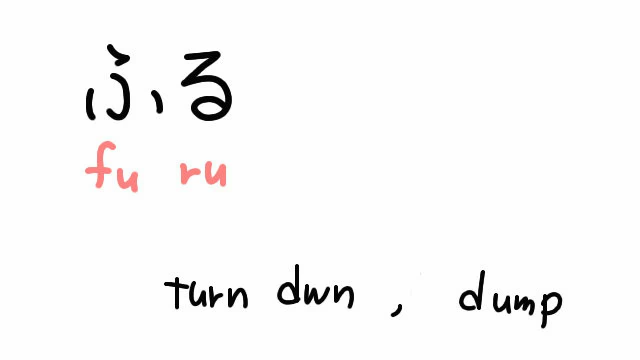 ふる
fu ru
turn dwn , dump